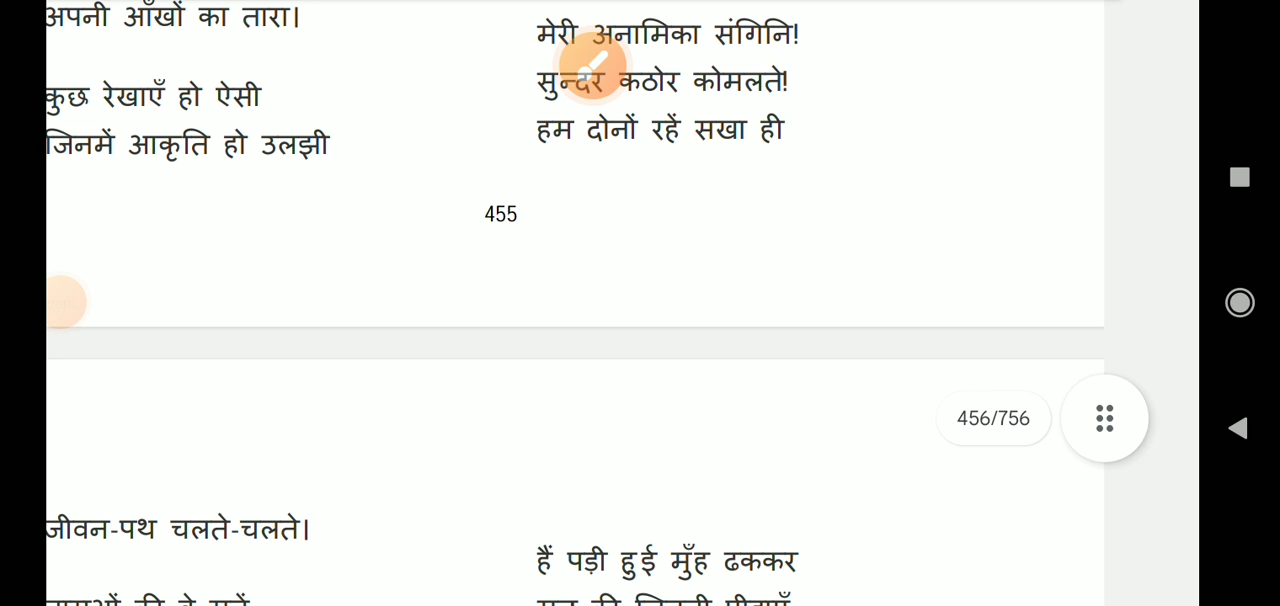 अपनी आँखों का तारा।
कुछ रेखाएँ हो ऐसी
जिनमें आकृति हो उलझी
मेरी अनामिका संगिनि!
सुन्दर कठोर कोमलते!
हम दोनों रहें सखा ही
455
456/756
जीवन-पथ चलते-चलते।
हैं पड़ी हुई मुँह ढककर